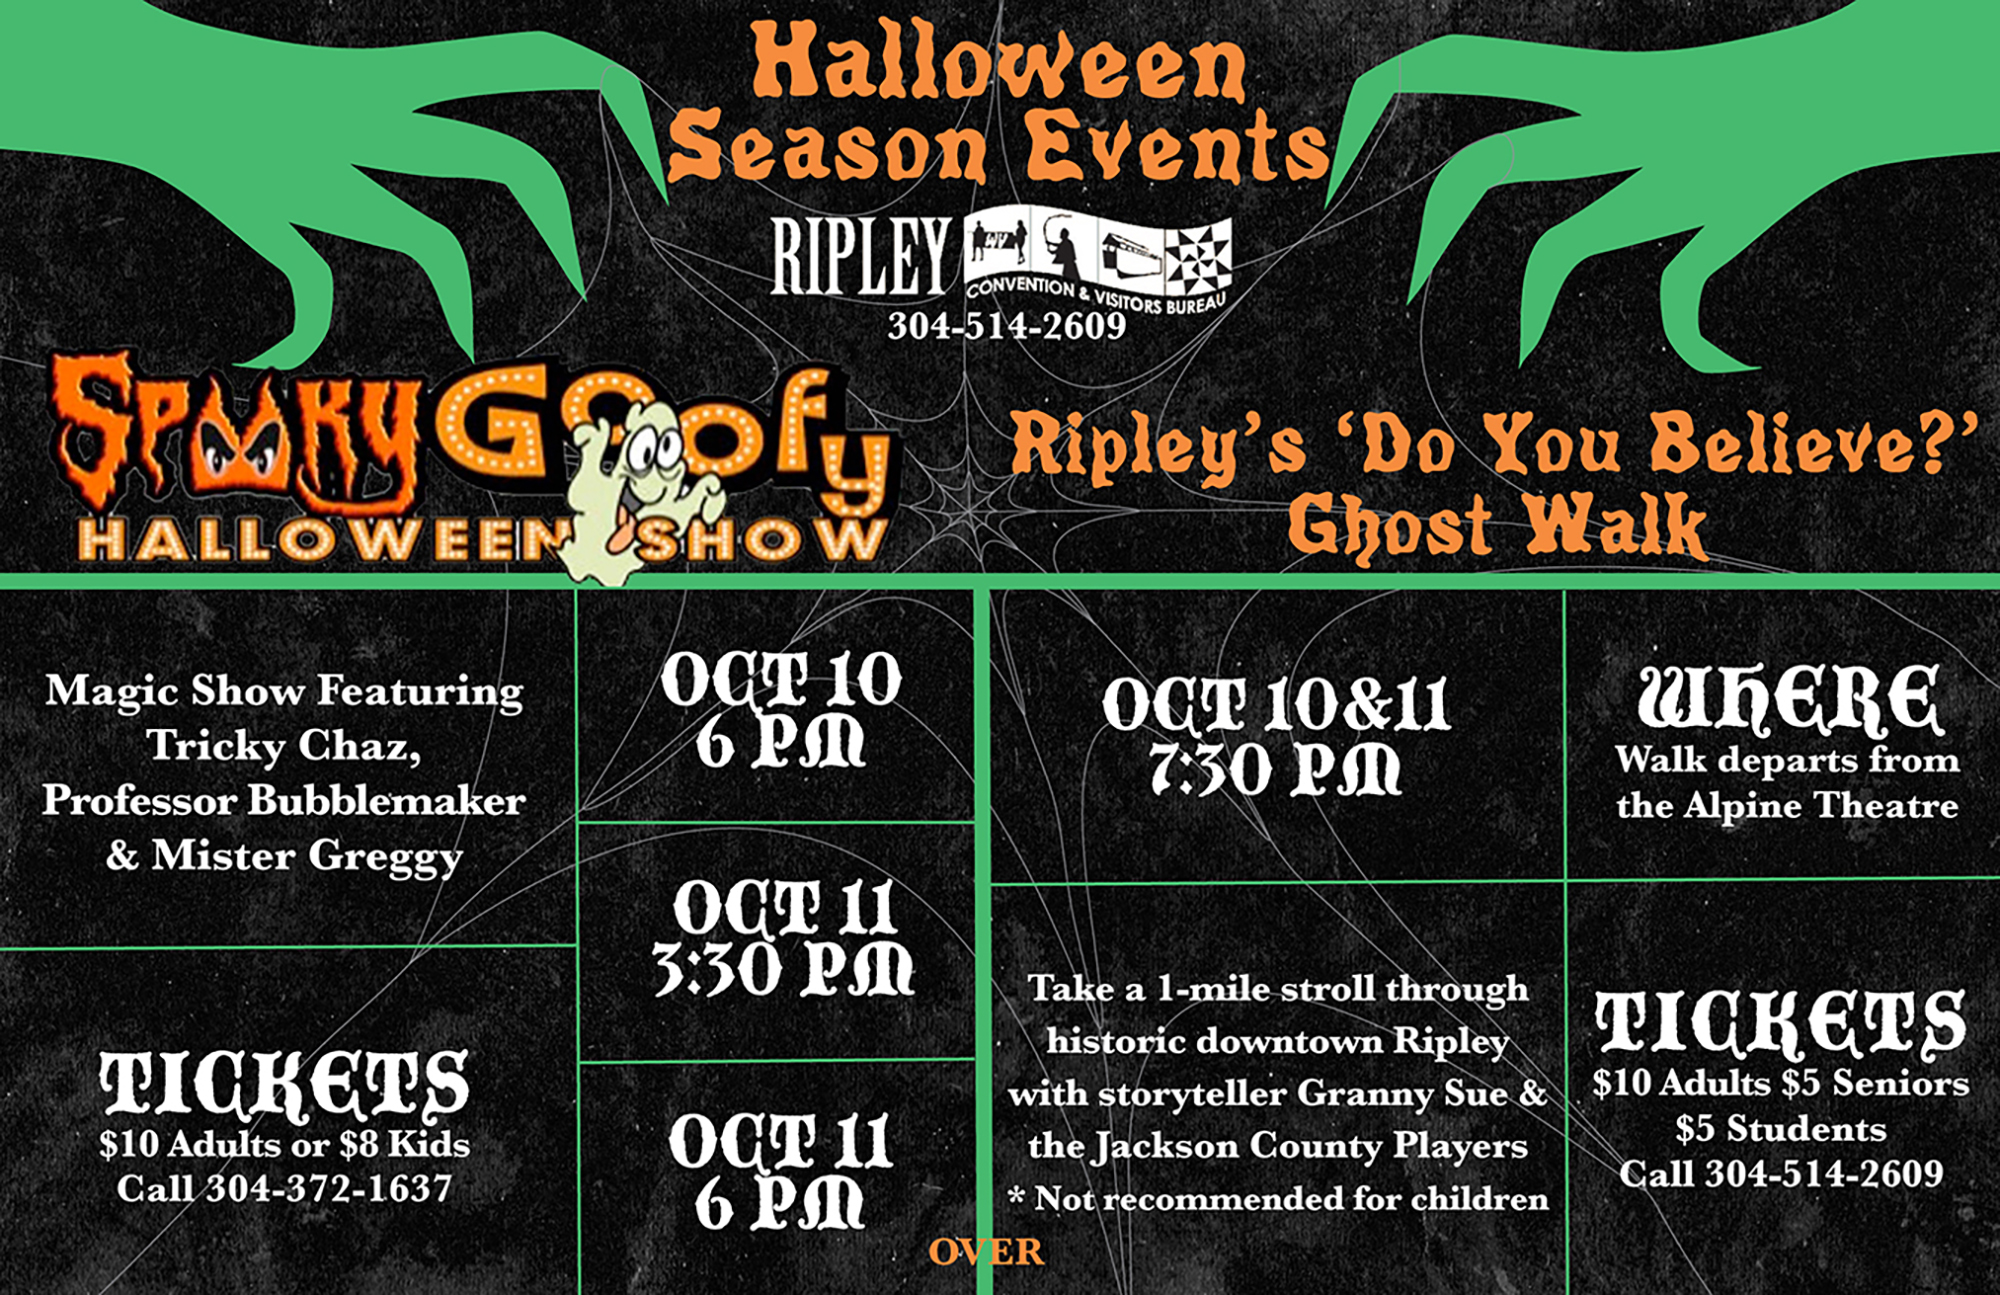 Halloween
Season Events
RIPLEY
WV
CONVENTION & VISITORS BUREAU
304-514-2609
SPOOKY GOOFY
HALLOWEEN SHOW
Magic Show Featuring
Tricky Chaz,
Professor Bubblemaker
& Mister Greggy
TICKETS
$10 Adults or $8 Kids
Call 304-372-1637
OCT 10
6 PM
OCT 11
3:30 PM
OCT 11
6 PM
Ripley's 'Do You Believe?'
Ghost Walk
OCT 10&11
7:30 PM
WHERE
Walk departs from
the Alpine Theatre
Take a 1-mile stroll through
historic downtown Ripley
with storyteller Granny Sue &
the Jackson County Players
* Not recommended for children
TICKETS
$10 Adults $5 Seniors
$5 Students
Call 304-514-2609
OVER